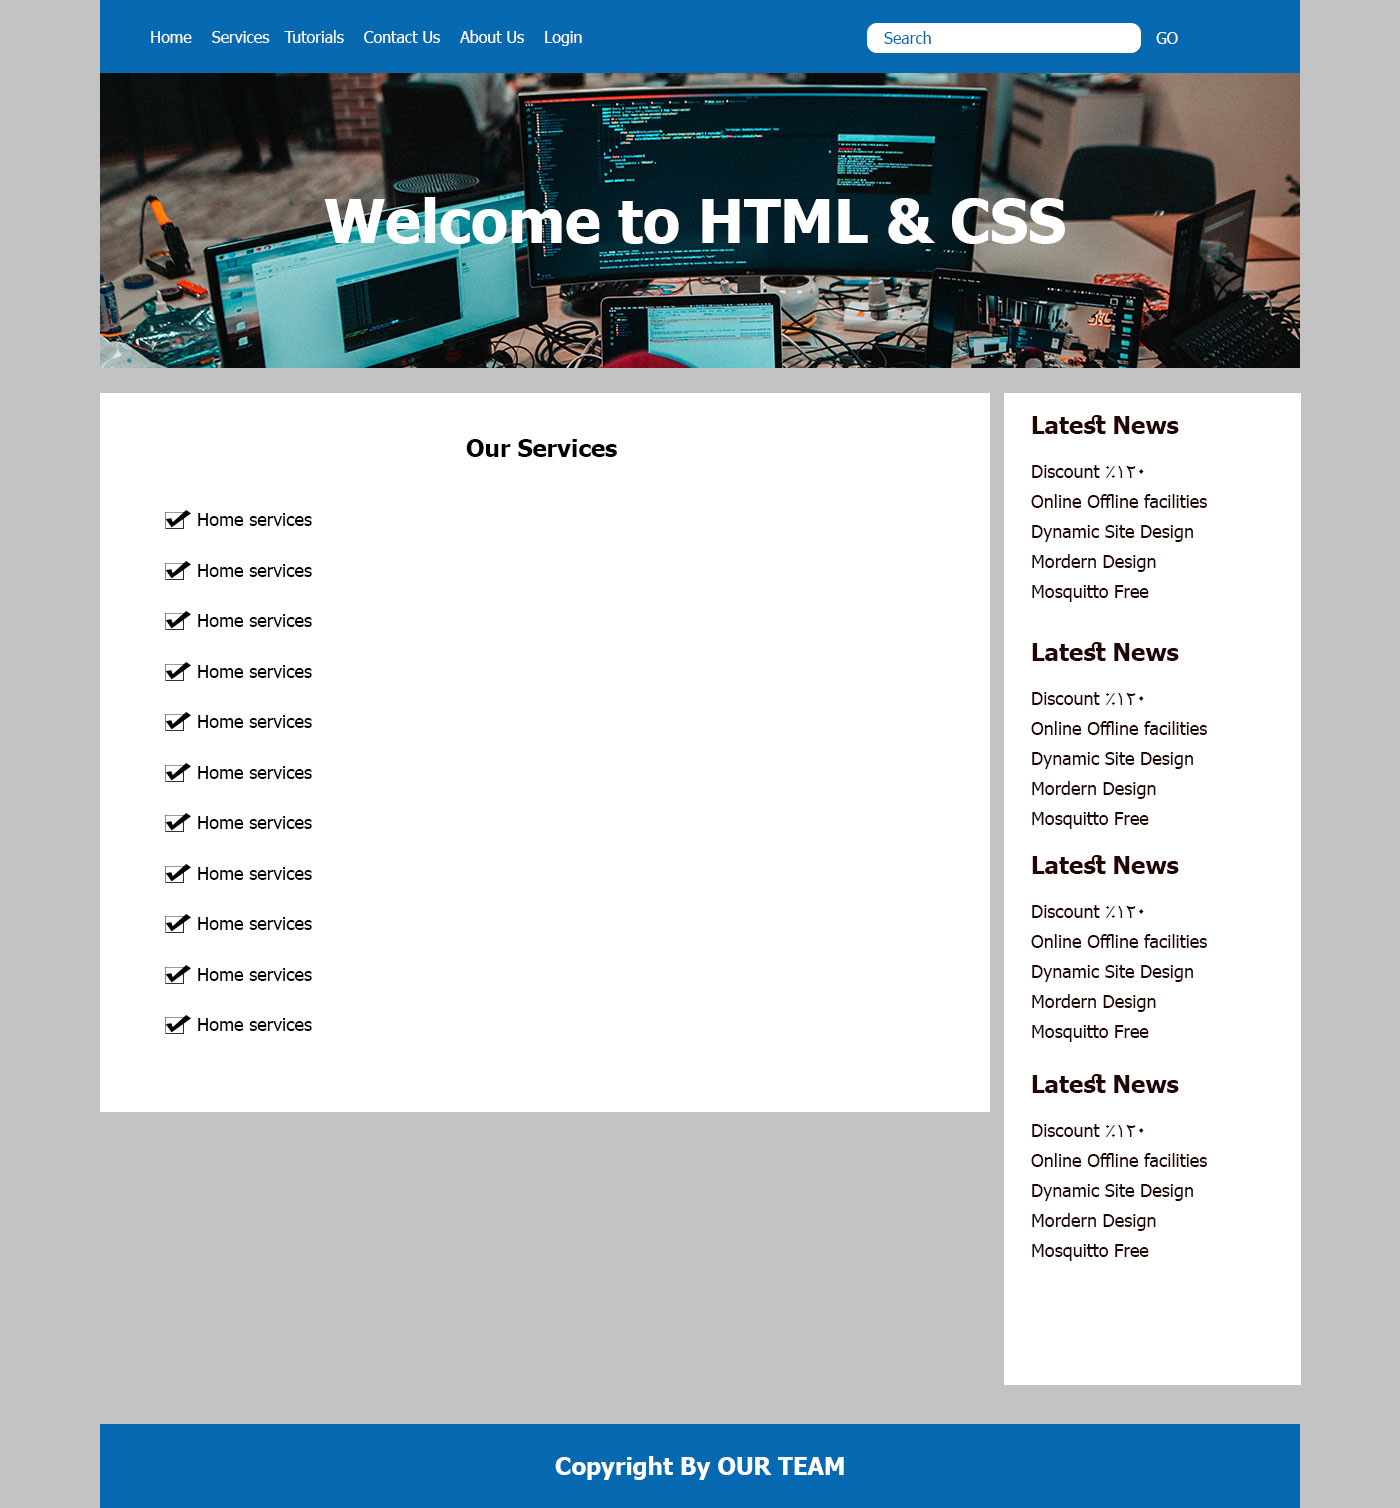 Home Services Tutorials Contact Us About Us Login Search GO
Welcome to HTML & CSS
Our Services
Home services
Home services
Home services
Home services
Home services
Home services
Home services
Home services
Home services
Home services
Home services
Latest News
Discount ٪۱۲۰
Online Offline facilities
Dynamic Site Design
Mordern Design
Mosquitto Free
Latest News
Discount ٪۱۲۰
Online Offline facilities
Dynamic Site Design
Mordern Design
Mosquitto Free
Latest News
Discount ٪۱۲۰
Online Offline facilities
Dynamic Site Design
Mordern Design
Mosquitto Free
Latest News
Discount ٪۱۲۰
Online Offline facilities
Dynamic Site Design
Mordern Design
Mosquitto Free
Copyright By OUR TEAM